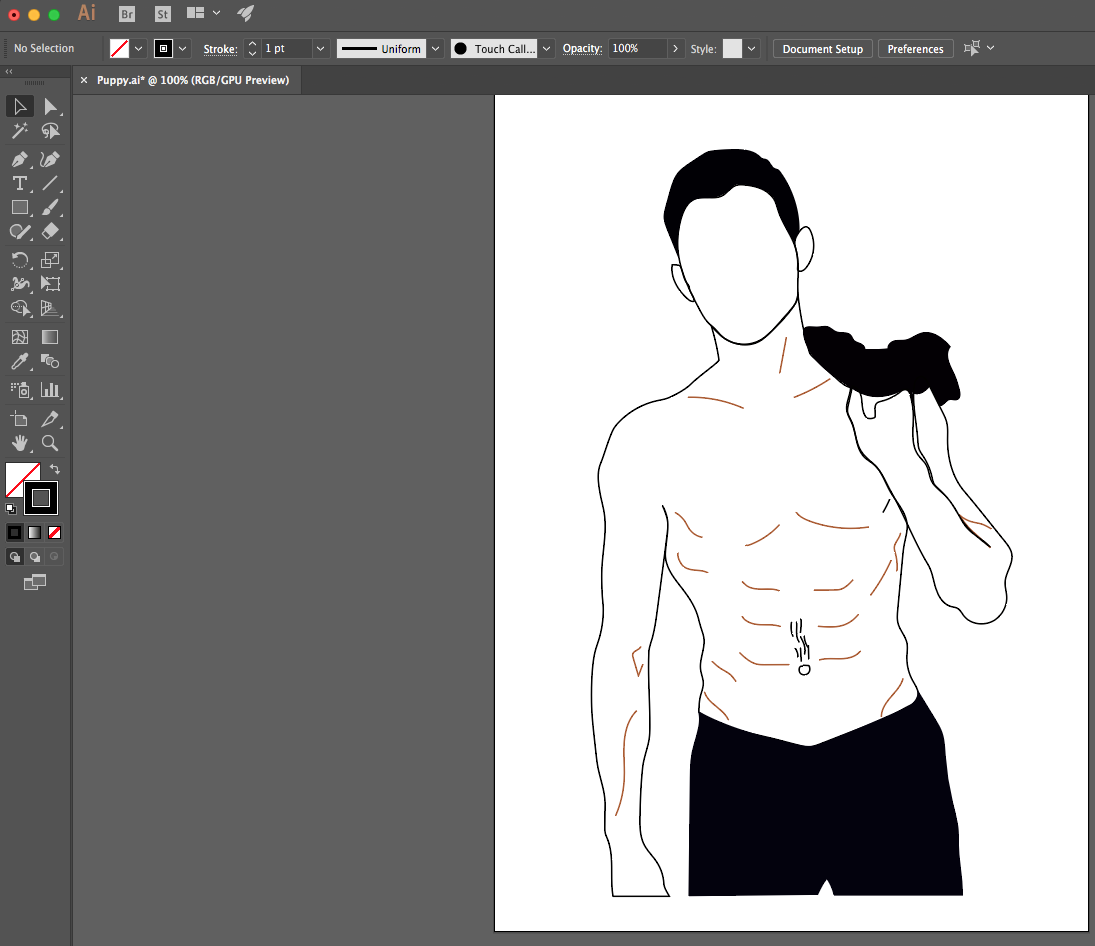 Ai Br St
No Selection Stroke: 1 pt Uniform Touch Call... Opacity: 100% Style: Document Setup Preferences
× Puppy.ai* @ 100% (RGB/GPU Preview)
T